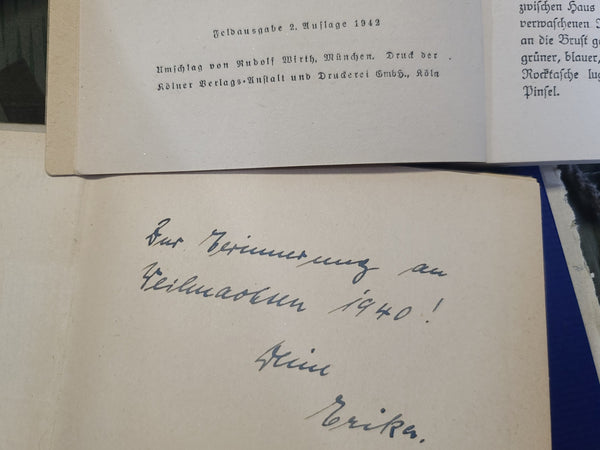 Feldausgabe 2. Auflage 1942
Umschlag von Rudolf Wirth, München. Druck der
Kölner Verlags-Anstalt und Druckerei GmbH., Köln
zwischen Haus
verwaschenen
an die Brust
grüner, blauer,
Rocktasche lug
Pinsel.
Zur Erinnerung an
Weihnachten 1940!
Deine
Erika.